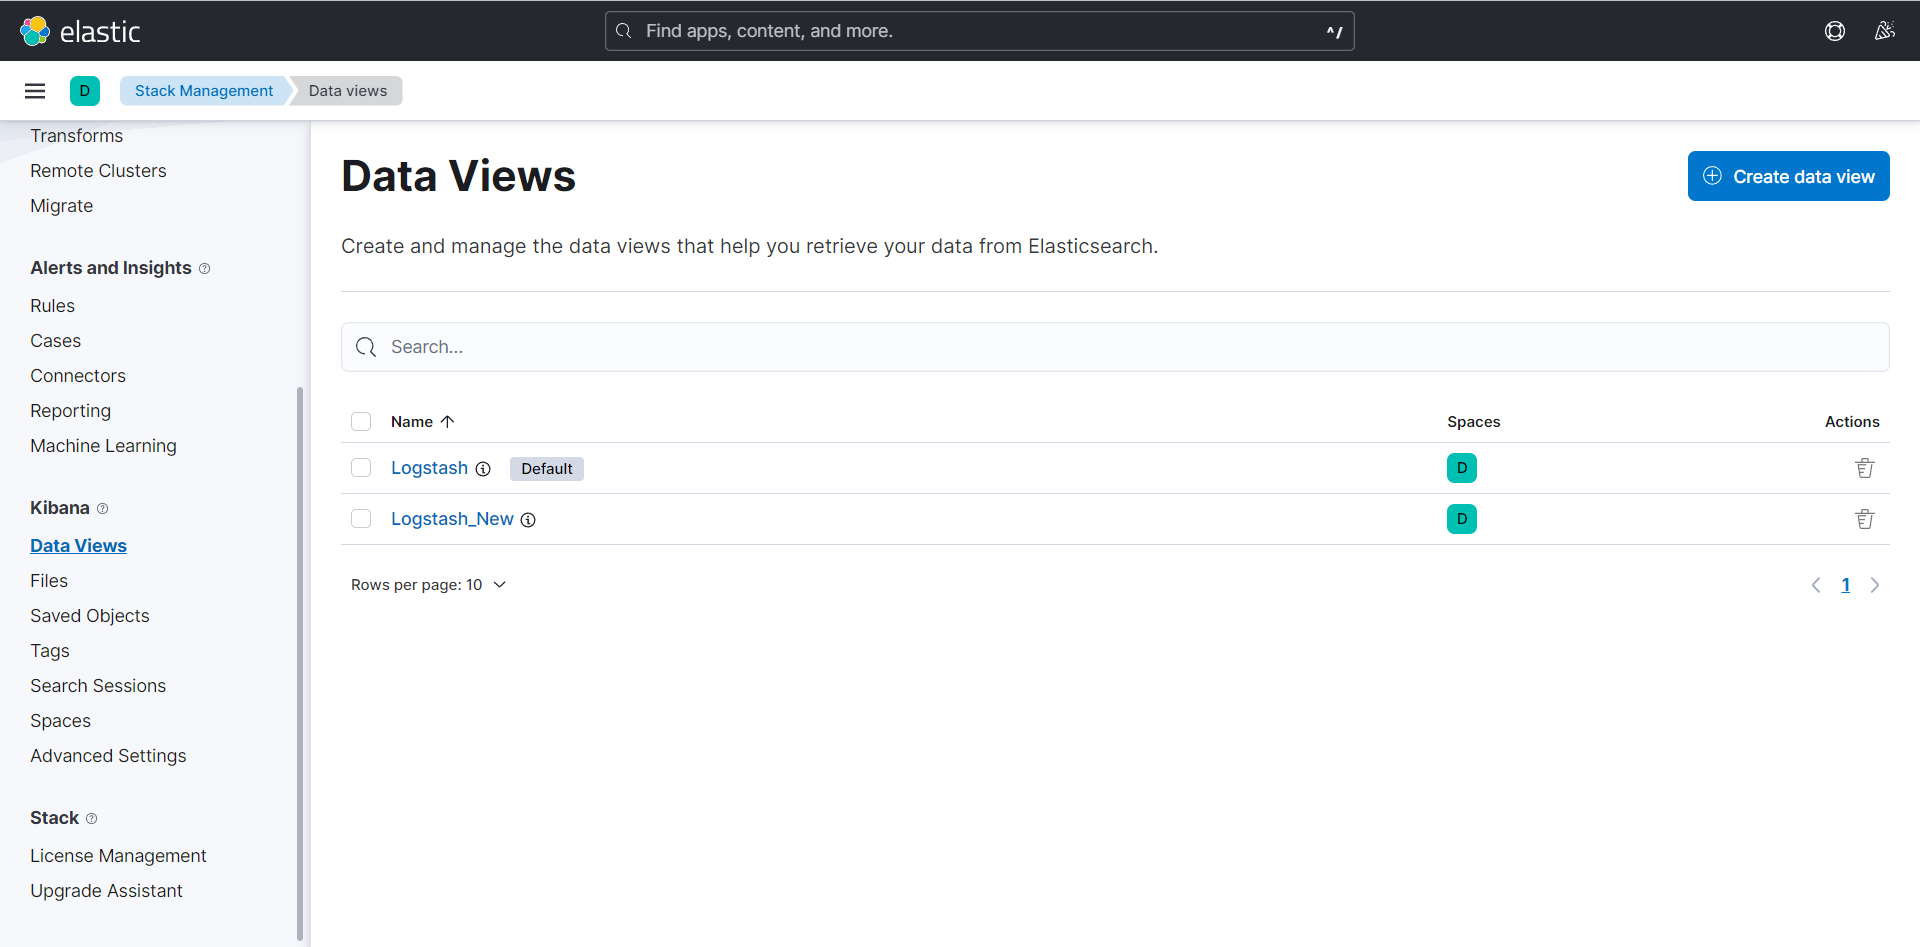 elastic
Find apps, content, and more.
^/
D
Stack Management
Data views
Transforms
Remote Clusters
Migrate
Alerts and Insights
Rules
Cases
Connectors
Reporting
Machine Learning
Kibana
Data Views
Files
Saved Objects
Tags
Search Sessions
Spaces
Advanced Settings
Stack
License Management
Upgrade Assistant
Data Views
Create data view
Create and manage the data views that help you retrieve your data from Elasticsearch.
Search...
Name Spaces Actions
Logstash Default D
Logstash_New D
Rows per page: 10
1